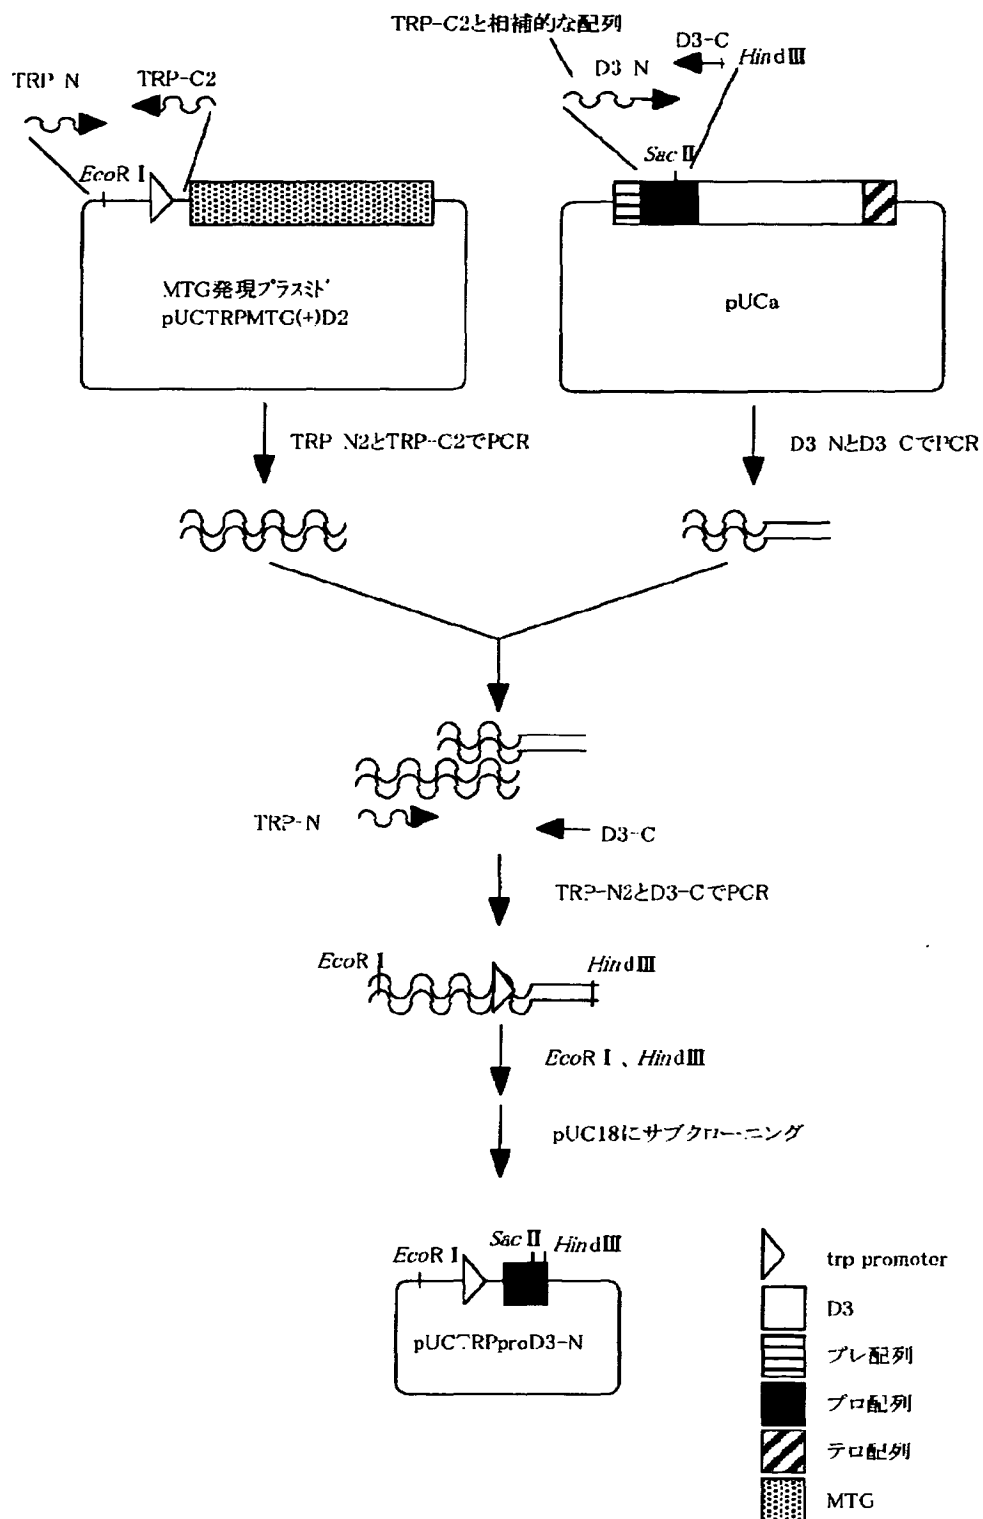 TRP-C2と相補的な配列
D3-C
HindⅢ
TRP N
TRP-C2
D3 N
EcoR I
SacⅡ
MTG発現プラスミド
pUCTRPMTG(+)D2
pUCa
TRP N2とTRP-C2でPCR
D3 NとD3 CでPCR
TRP-N
D3-C
TRP-N2とD3-CでPCR
EcoR I
HindⅢ
EcoR I 、HindⅢ
pUC18にサブクローニング
SacⅡ
HindⅢ
EcoR I
pUCTRPproD3-N
trp promoter
D3
プレ配列
プロ配列
テロ配列
MTG